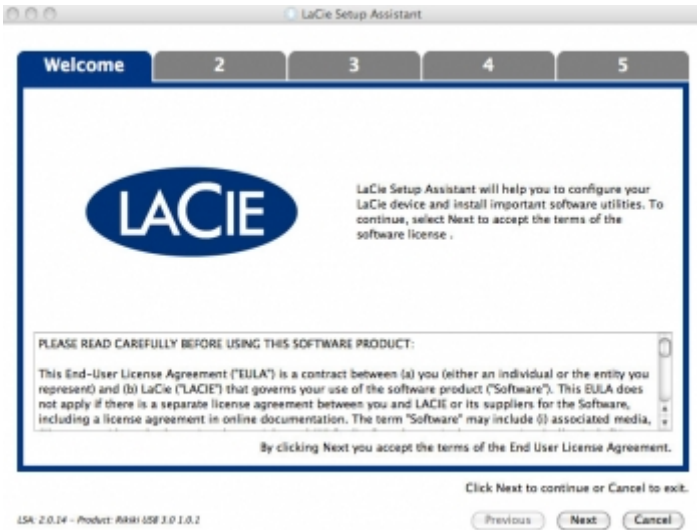 LaCie Setup Assistant
Welcome 2 3 4 5
LACIE
LaCie Setup Assistant will help you to configure your
LaCie device and install important software utilities. To
continue, select Next to accept the terms of the
software license .
PLEASE READ CAREFULLY BEFORE USING THIS SOFTWARE PRODUCT:
This End-User License Agreement ("EULA") is a contract between (a) you (either an individual or the entity you
represent) and (b) LaCie ("LACIE") that governs your use of the software product ("Software"). This EULA does
not apply if there is a separate license agreement between you and LACIE or its suppliers for the Software,
including a license agreement in online documentation. The term "Software" may include (i) associated media,
By clicking Next you accept the terms of the End User License Agreement.
Click Next to continue or Cancel to exit.
LSA: 2.0.14 - Product: Rikiki USB 3.0 1.0.1
Previous Next Cancel